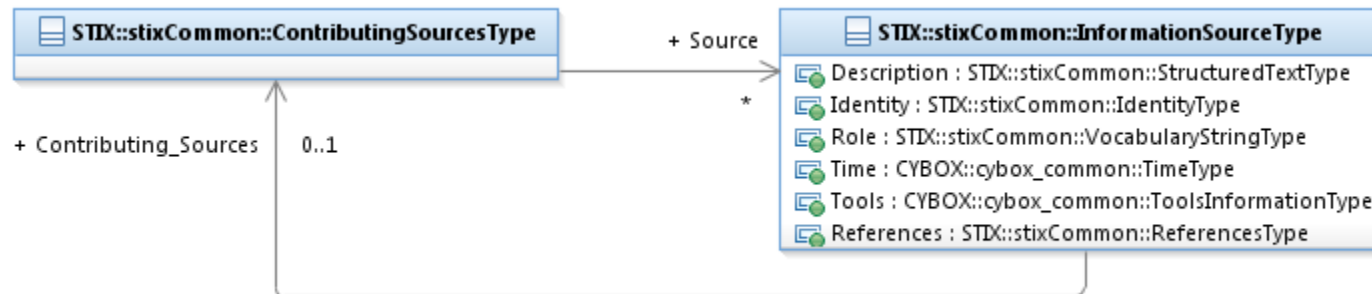 STIX::stixCommon::ContributingSourcesType
+ Source
*
+ Contributing_Sources
0..1
STIX::stixCommon::InformationSourceType
Description : STIX::stixCommon::StructuredTextType
Identity : STIX::stixCommon::IdentityType
Role : STIX::stixCommon::VocabularyStringType
Time : CYBOX::cybox_common::TimeType
Tools : CYBOX::cybox_common::ToolsInformationType
References : STIX::stixCommon::ReferencesType